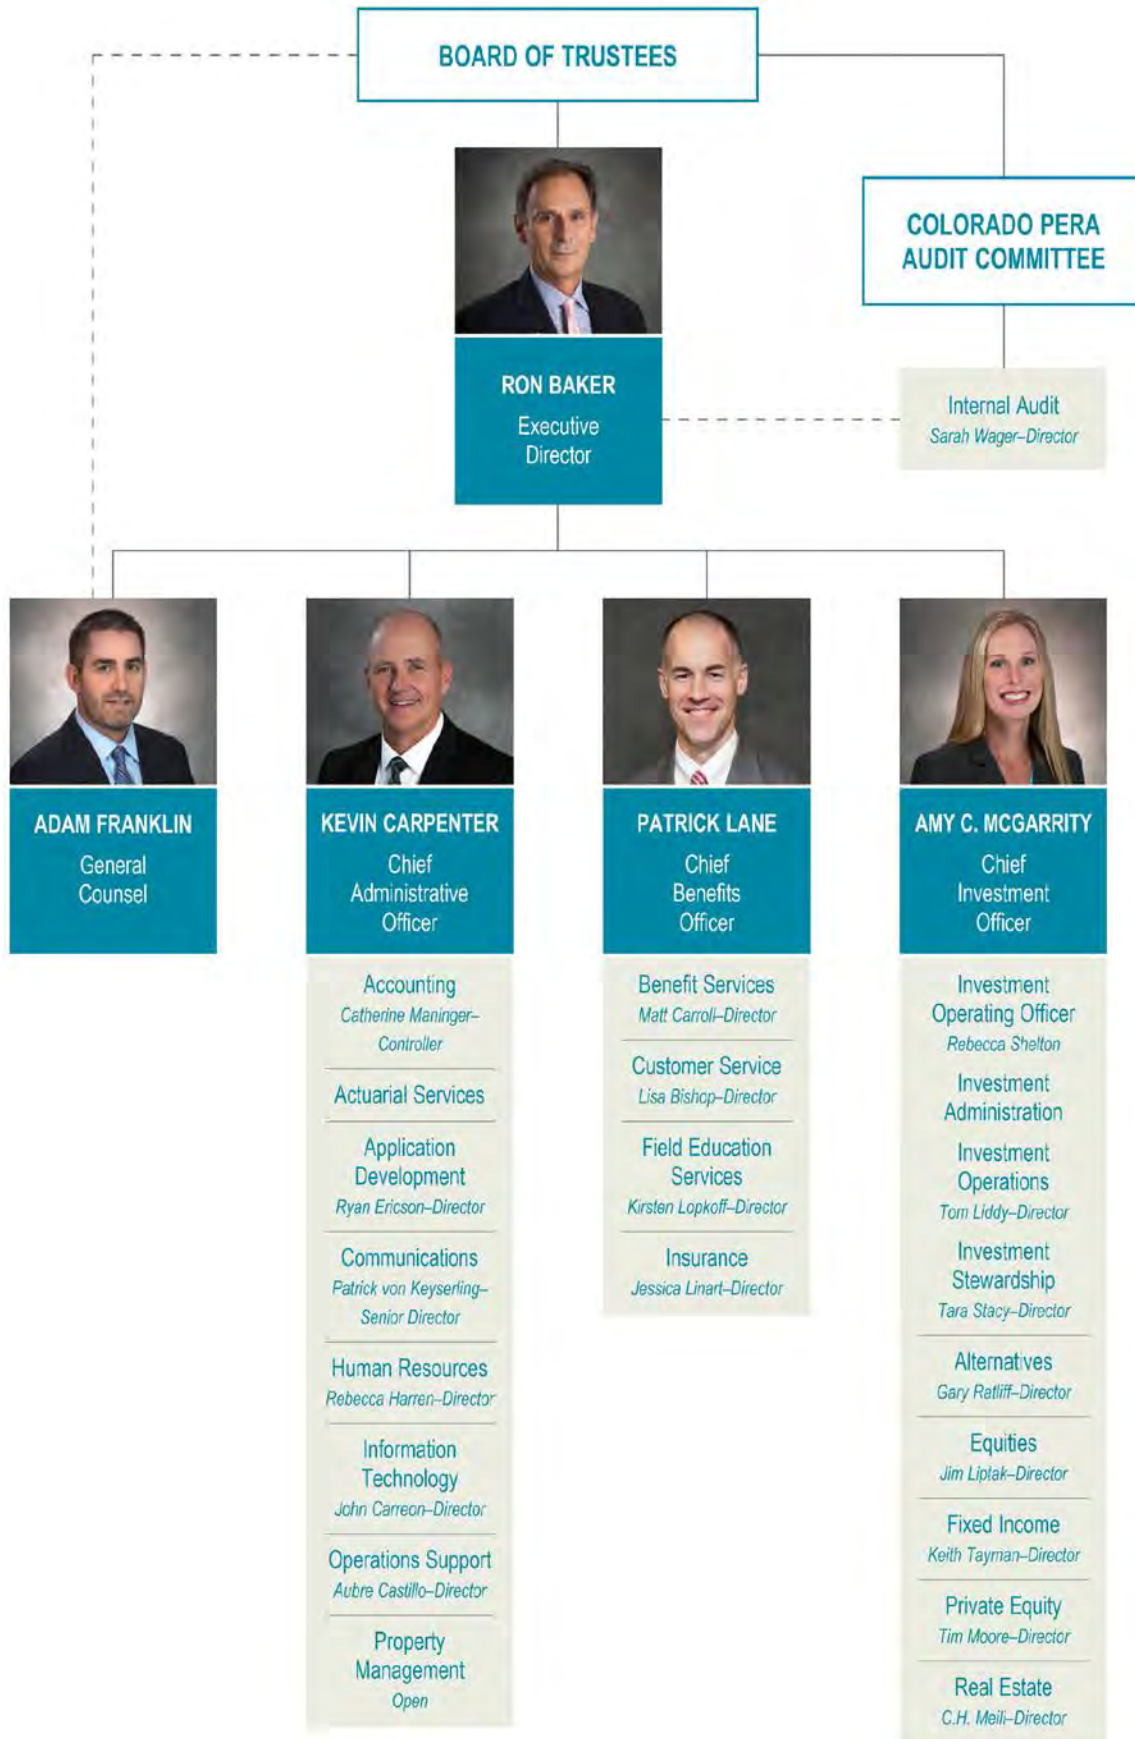 BOARD OF TRUSTEES
COLORADO PERA
AUDIT COMMITTEE
RON BAKER
Executive
Director
Internal Audit
Sarah Wager–Director
ADAM FRANKLIN
General
Counsel
KEVIN CARPENTER
Chief
Administrative
Officer
Accounting
Catherine Maninger–
Controller
Actuarial Services
Application
Development
Ryan Ericson–Director
Communications
Patrick von Keyserling–
Senior Director
Human Resources
Rebecca Harren–Director
Information
Technology
John Carreon–Director
Operations Support
Aubre Castillo–Director
Property
Management
Open
PATRICK LANE
Chief
Benefits
Officer
Benefit Services
Matt Carroll–Director
Customer Service
Lisa Bishop–Director
Field Education
Services
Kirsten Lopkoff–Director
Insurance
Jessica Linart–Director
AMY C. MCGARRITY
Chief
Investment
Officer
Investment
Operating Officer
Rebecca Shelton
Investment
Administration
Investment
Operations
Tom Liddy–Director
Investment
Stewardship
Tara Stacy–Director
Alternatives
Gary Ratliff–Director
Equities
Jim Liptak–Director
Fixed Income
Keith Tayman–Director
Private Equity
Tim Moore–Director
Real Estate
C.H. Meili–Director